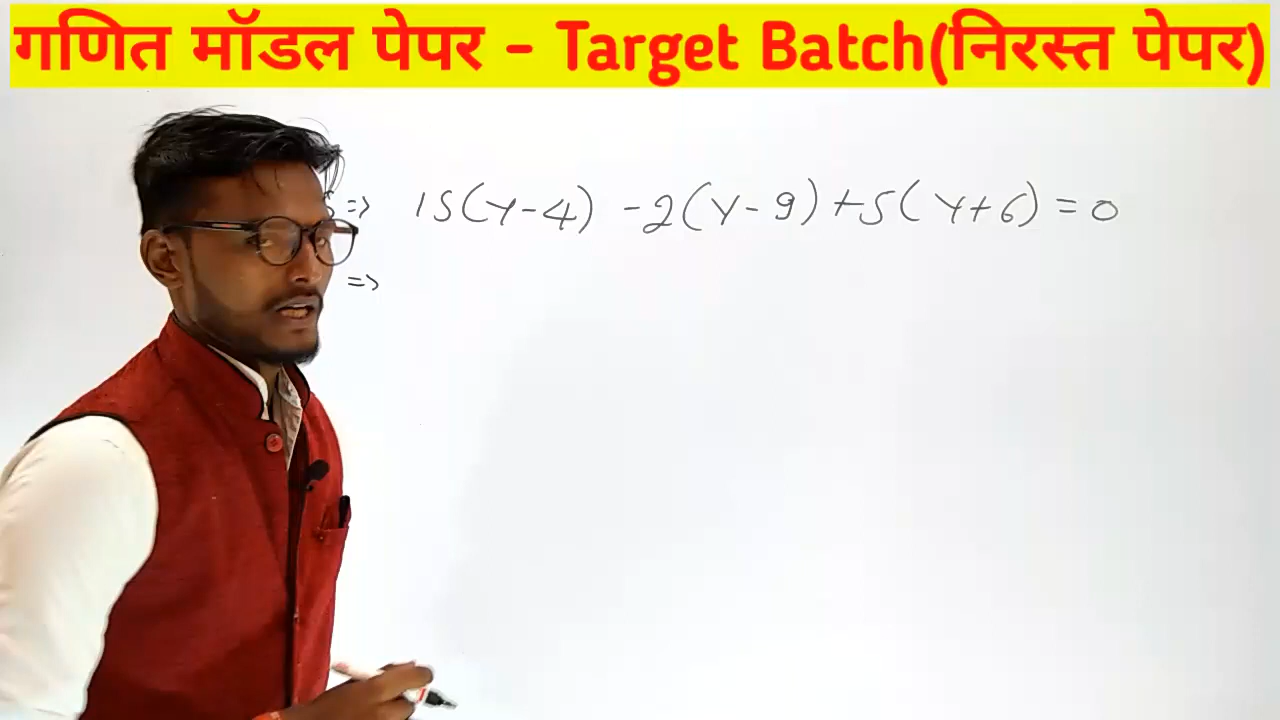 गणित मॉडल पेपर - Target Batch(निरस्त पेपर)
=> 15(y-4) -2(y-9)+5(y+6)=0
=>